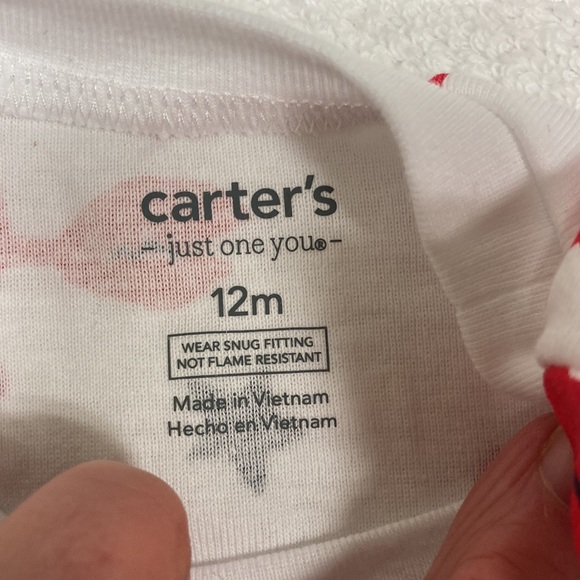 carter's
- just one you® -
12m
WEAR SNUG FITTING
NOT FLAME RESISTANT
Made in Vietnam
Hecho en Vietnam